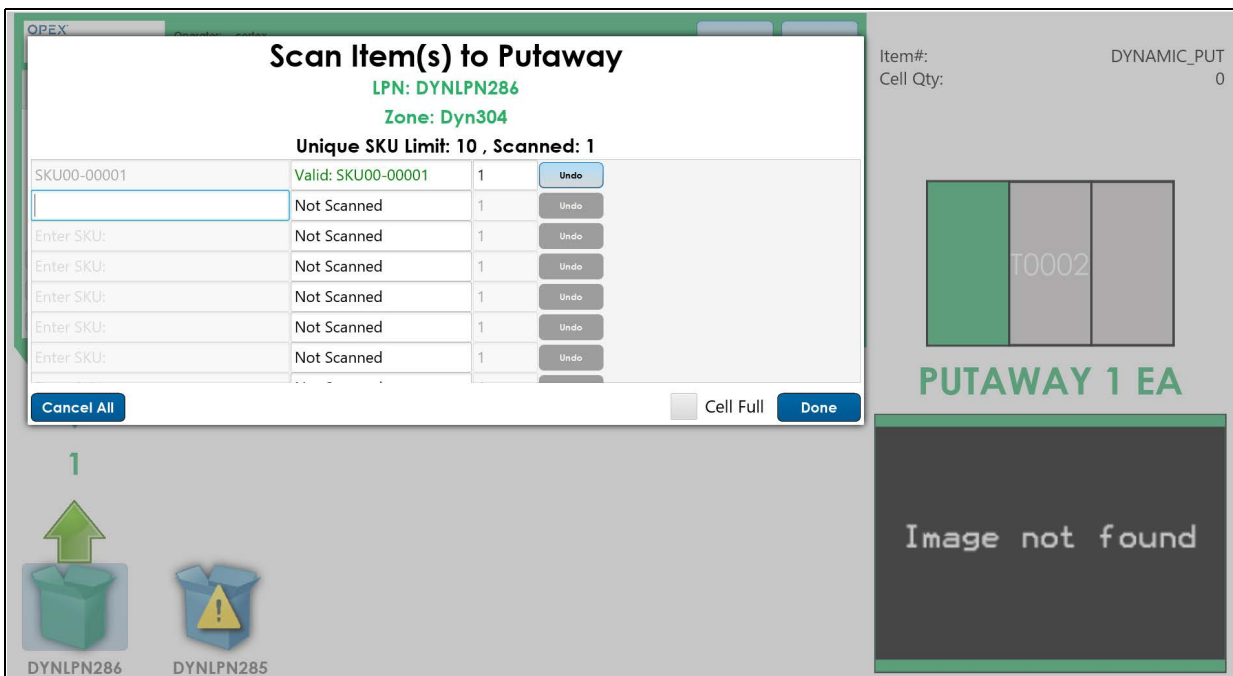 OPEX
Operator: cortex
Scan Item(s) to Putaway
LPN: DYNLPN286
Zone: Dyn304
Unique SKU Limit: 10 , Scanned: 1
SKU00-00001 Valid: SKU00-00001 1 Undo
Not Scanned 1 Undo
Enter SKU: Not Scanned 1 Undo
Enter SKU: Not Scanned 1 Undo
Enter SKU: Not Scanned 1 Undo
Enter SKU: Not Scanned 1 Undo
Enter SKU: Not Scanned 1 Undo
Cancel All Cell Full Done
1
DYNLPN286 DYNLPN285
Item#: DYNAMIC_PUT
Cell Qty: 0
T0002
PUTAWAY 1 EA
Image not found